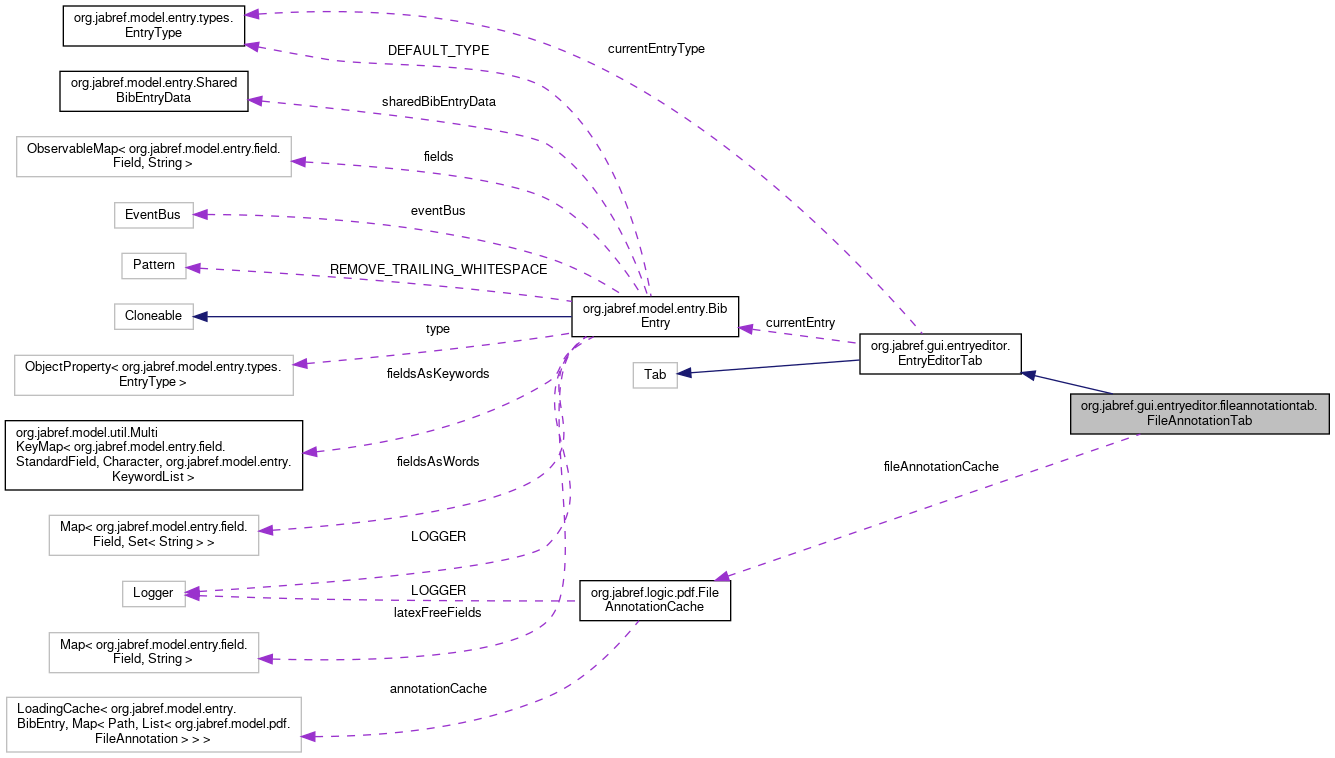 org.jabref.model.entry.types.
EntryType
currentEntryType
DEFAULT_TYPE
org.jabref.model.entry.Shared
BibEntryData
sharedBibEntryData
ObservableMap< org.jabref.model.entry.field.
Field, String >
fields
EventBus
eventBus
Pattern
REMOVE_TRAILING_WHITESPACE
Cloneable
org.jabref.model.entry.Bib
Entry
currentEntry
type
org.jabref.gui.entryeditor.
EntryEditorTab
ObjectProperty< org.jabref.model.entry.types.
EntryType >
Tab
fieldsAsKeywords
org.jabref.gui.entryeditor.fileannotationtab.
FileAnnotationTab
org.jabref.model.util.Multi
KeyMap< org.jabref.model.entry.field.
StandardField, Character, org.jabref.model.entry.
KeywordList >
fieldsAsWords
fileAnnotationCache
Map< org.jabref.model.entry.field.
Field, Set< String > >
LOGGER
Logger
LOGGER
org.jabref.logic.pdf.File
AnnotationCache
latexFreeFields
Map< org.jabref.model.entry.field.
Field, String >
annotationCache
LoadingCache< org.jabref.model.entry.
BibEntry, Map< Path, List< org.jabref.model.pdf.
FileAnnotation > > >